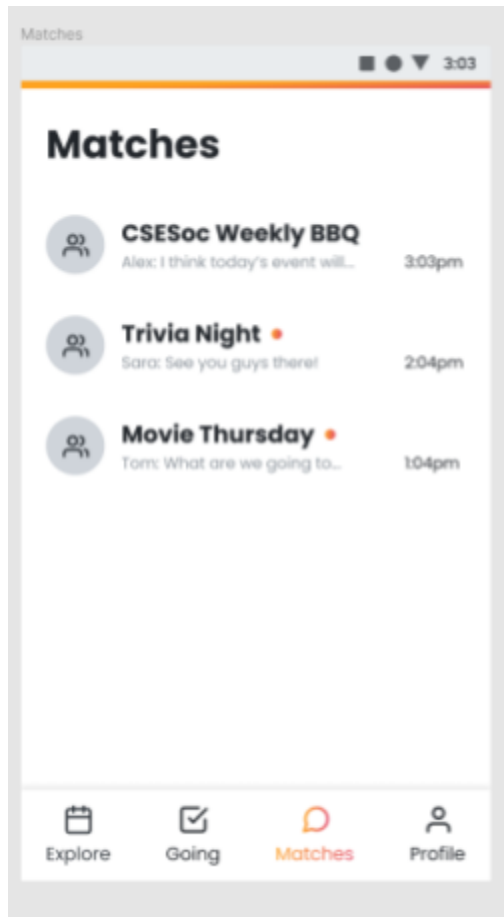 Matches
3:03
Matches
CSESoc Weekly BBQ
Alex: I think today's event will... 3:03pm
Trivia Night
Sara: See you guys there! 2:04pm
Movie Thursday
Tom: What are we going to... 1:04pm
Explore Going Matches Profile